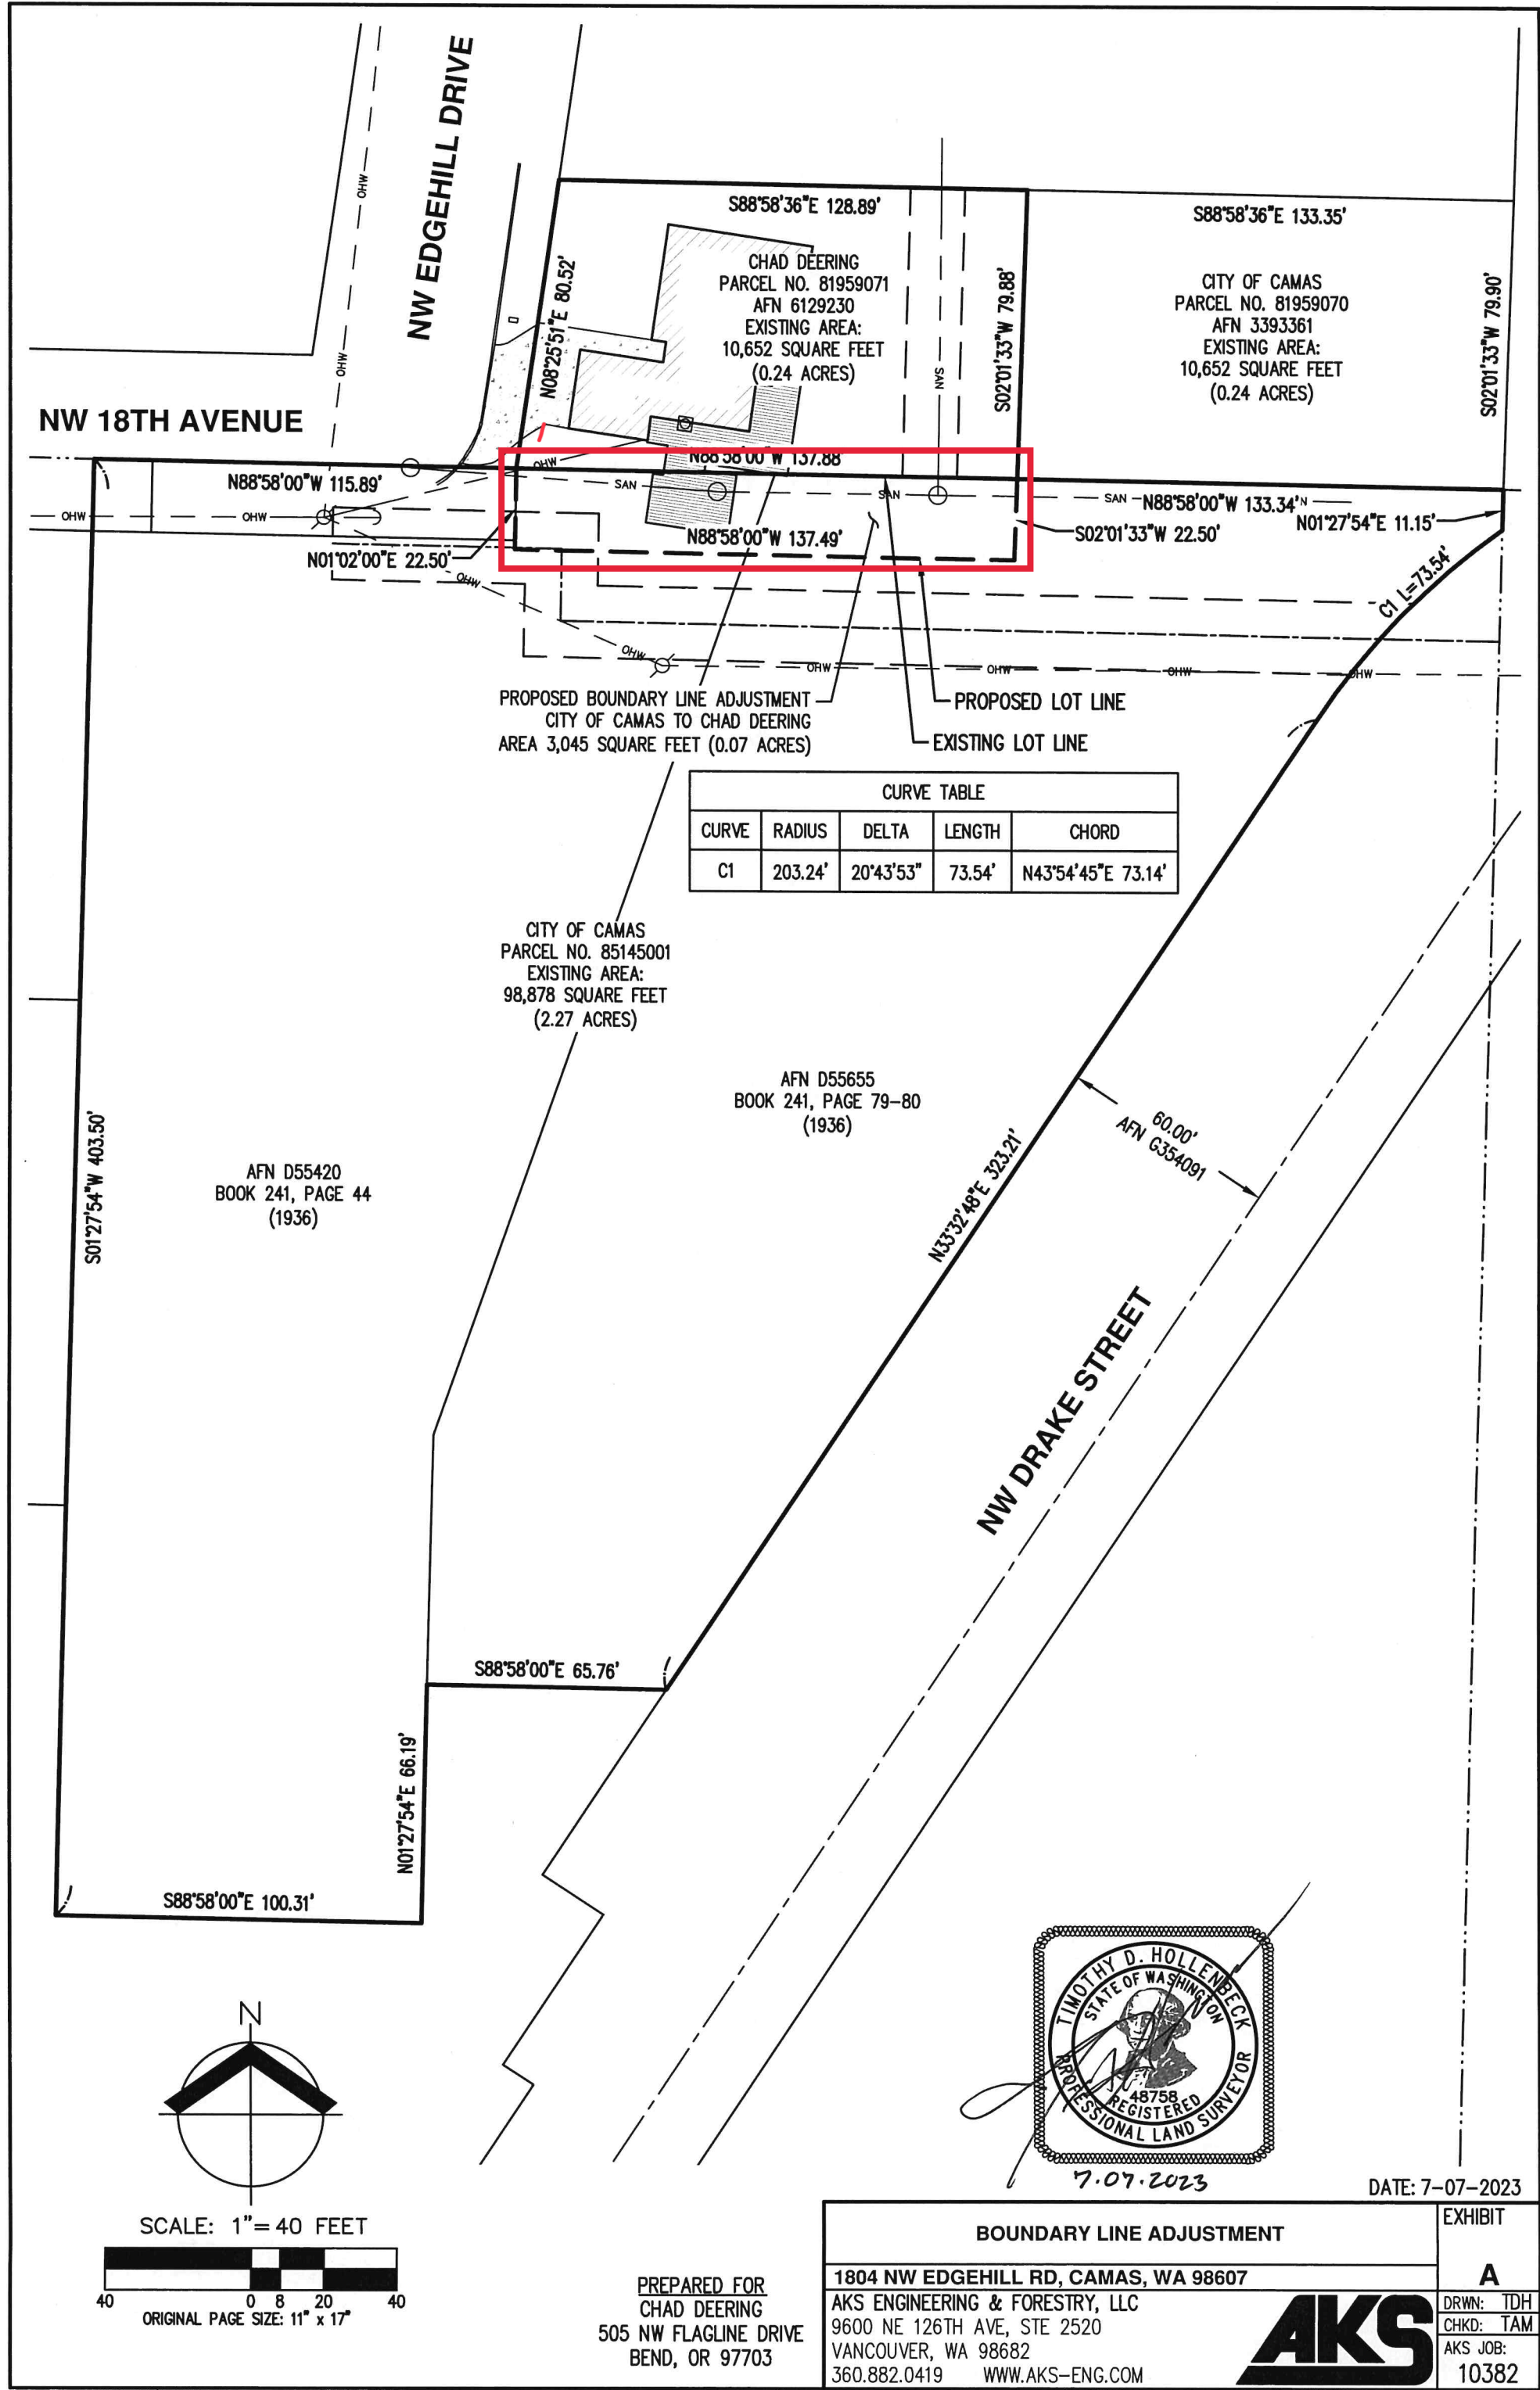 NW EDGEHILL DRIVE
NW 18TH AVENUE
OHW
OHW
OHW
S88°58'36"E 128.89'
S88°58'36"E 133.35'
N08°25'51"E 80.52'
CHAD DEERING
PARCEL NO. 81959071
AFN 6129230
EXISTING AREA:
10,652 SQUARE FEET
(0.24 ACRES)
SAN
S02°01'33"W 79.88'
CITY OF CAMAS
PARCEL NO. 81959070
AFN 3393361
EXISTING AREA:
10,652 SQUARE FEET
(0.24 ACRES)
S02°01'33"W 79.90'
N88°58'00"W 115.89'
OHW
N88°58'00"W 137.88'
SAN
SAN
SAN
N88°58'00"W 133.34'
N
OHW
OHW
N01°02'00"E 22.50'
N88°58'00"W 137.49'
S02°01'33"W 22.50'
N01°27'54"E 11.15'
OHW
C1 L=73.54'
OHW
OHW
OHW
OHW
OHW
PROPOSED BOUNDARY LINE ADJUSTMENT
CITY OF CAMAS TO CHAD DEERING
AREA 3,045 SQUARE FEET (0.07 ACRES)
PROPOSED LOT LINE
EXISTING LOT LINE
CURVE TABLE
CURVE RADIUS DELTA LENGTH CHORD
C1 203.24' 20°43'53" 73.54' N43°54'45"E 73.14'
CITY OF CAMAS
PARCEL NO. 85145001
EXISTING AREA:
98,878 SQUARE FEET
(2.27 ACRES)
AFN D55655
BOOK 241, PAGE 79-80
(1936)
60.00'
AFN G354091
S01°27'54"W 403.50'
AFN D55420
BOOK 241, PAGE 44
(1936)
N33°32'48"E 323.21'
NW DRAKE STREET
S88°58'00"E 65.76'
N01°27'54"E 66.19'
S88°58'00"E 100.31'
N
SCALE: 1"= 40 FEET
40 0 8 20 40
ORIGINAL PAGE SIZE: 11" x 17"
TIMOTHY D. HOLLENBECK
STATE OF WASHINGTON
48758
REGISTERED
PROFESSIONAL LAND SURVEYOR
7.07.2023
DATE: 7-07-2023
PREPARED FOR
CHAD DEERING
505 NW FLAGLINE DRIVE
BEND, OR 97703
BOUNDARY LINE ADJUSTMENT
1804 NW EDGEHILL RD, CAMAS, WA 98607
AKS ENGINEERING & FORESTRY, LLC
9600 NE 126TH AVE, STE 2520
VANCOUVER, WA 98682
360.882.0419 WWW.AKS-ENG.COM
AKS
EXHIBIT
A
DRWN: TDH
CHKD: TAM
AKS JOB:
10382